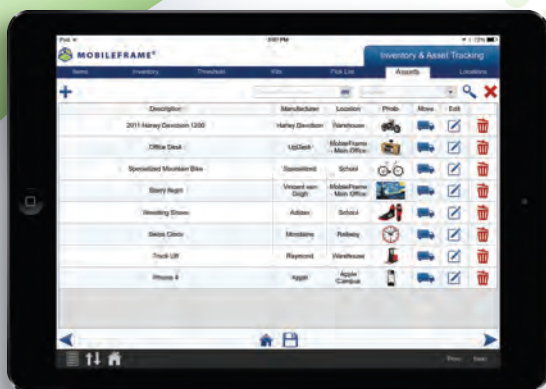 iPad
MOBILEFRAME®
Inventory & Asset Tracking
Items Inventory Threshold Kits Pick List Assets Locations
Description Manufacturer Location Photo Move Edit
2011 Harley Davidson 1200 Harley Davidson Warehouse
Office Desk UpDesk MobileFrame
- Main Office
Specialized Mountain Bike Specialized School
Starry Night Vincent van
Gogh MobileFrame
- Main Office
Wrestling Shoes School
Swiss Clock Mondaine Railway
Truck Lift Raymond Warehouse
iPhone 4 Apple Apple
Campus